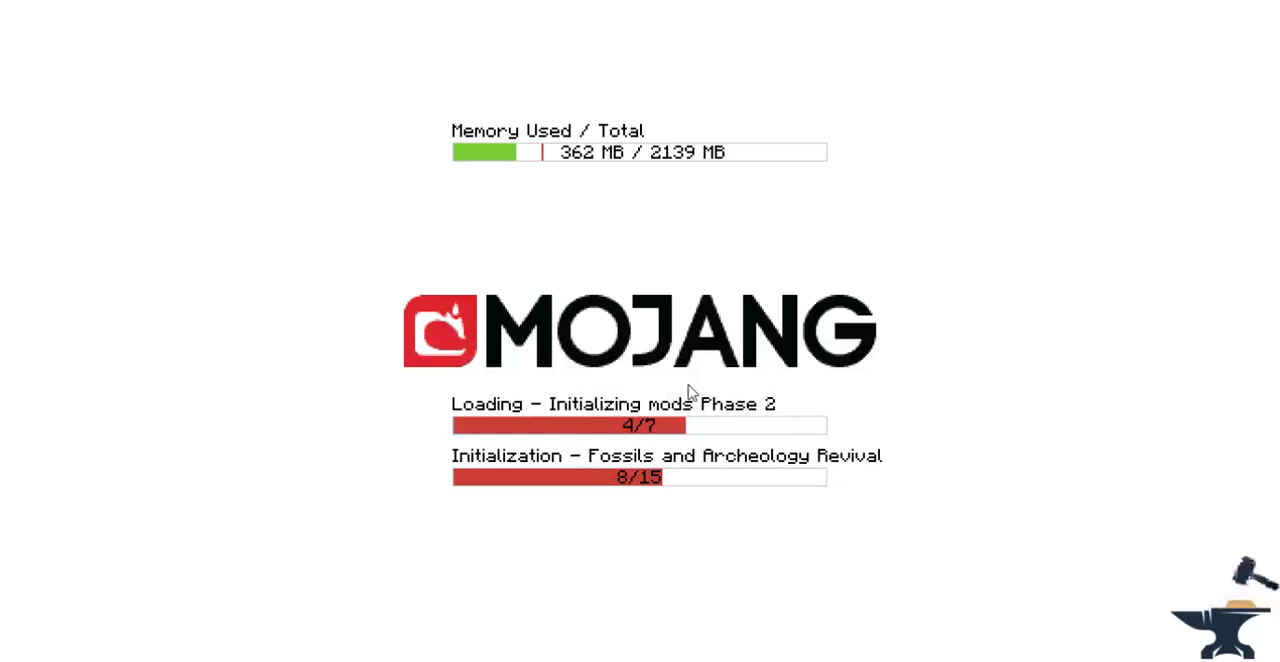 Memory Used / Total
362 MB / 2139 MB
MOJANG
Loading - Initializing mods Phase 2
4/7
Initialization - Fossils and Archeology Revival
8/15